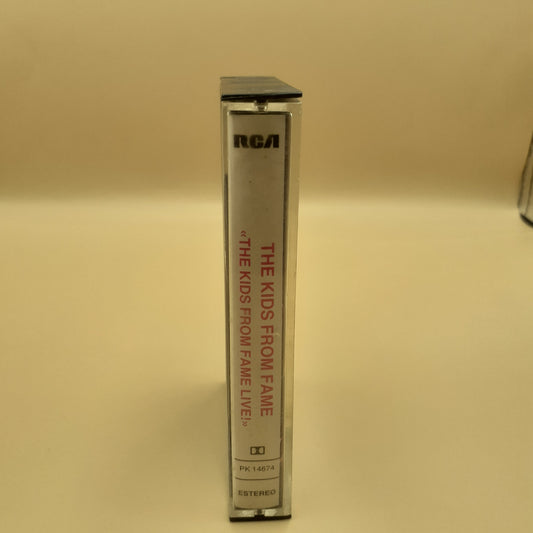 RCA
THE KIDS FROM FAME
«THE KIDS FROM FAME LIVE!»
PK 14674
ESTEREO